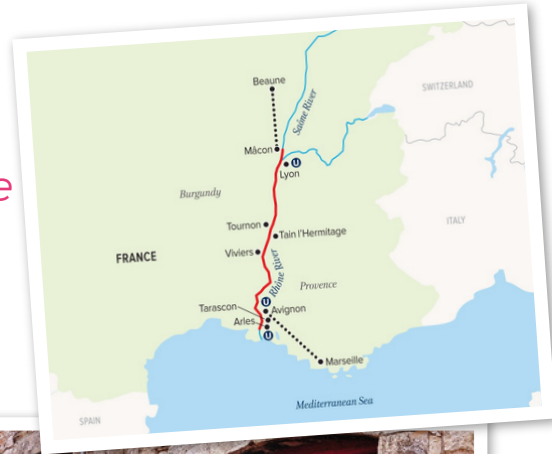 e
Beaune
SWITZERLAND
Saône River
Mâcon
U
Lyon
Burgundy
ITALY
Tournon
Tain l'Hermitage
FRANCE
Viviers
Rhône River
Provence
U
Tarascon
Avignon
Arles
U
Marseille
Mediterranean Sea
SPAIN